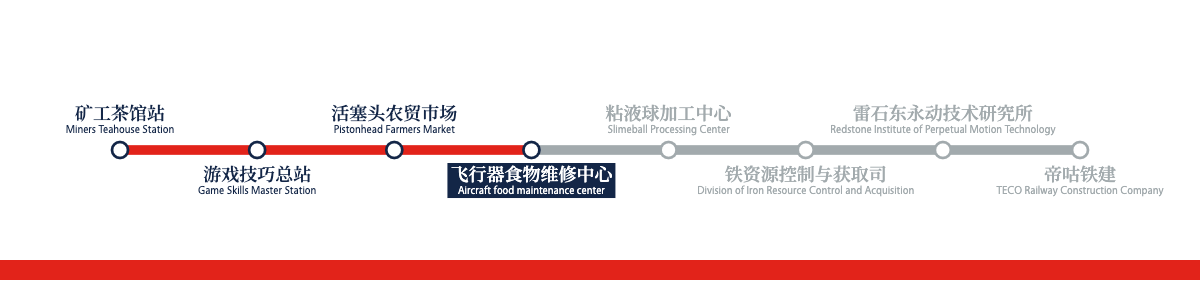 矿工茶馆站
Miners Teahouse Station
游戏技巧总站
Game Skills Master Station
活塞头农贸市场
Pistonhead Farmers Market
飞行器食物维修中心
Aircraft food maintenance center
粘液球加工中心
Slimeball Processing Center
铁资源控制与获取司
Division of Iron Resource Control and Acquisition
雷石东永动技术研究所
Redstone Institute of Perpetual Motion Technology
帝咕铁建
TECO Railway Construction Company